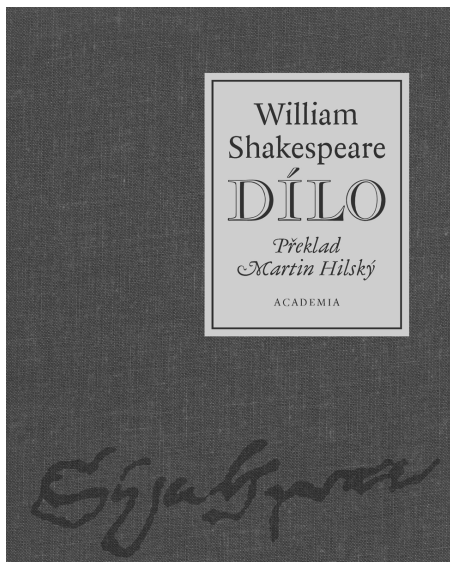 William
Shakespeare
DÍLO
Překlad
Martin Hilský
ACADEMIA